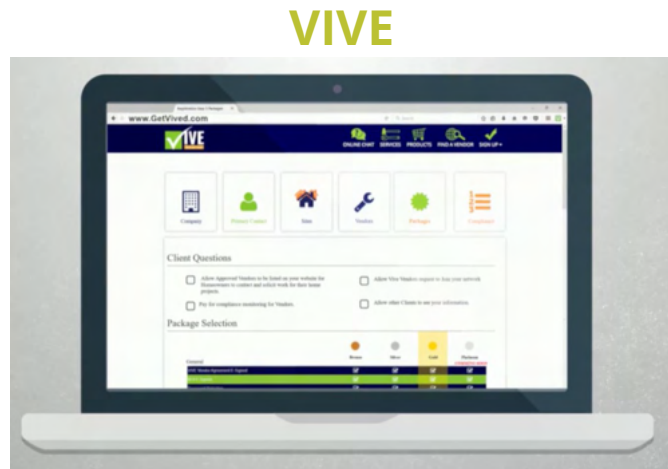 VIVE
www.GetVived.com
VIVE
ONLINE CHAT SERVICES PRODUCTS FIND A VENDOR SIGN UP
Company Primary Contact Sites Vendors Packages Compliance
Client Questions
Allow Approved Vendors to be listed on your website for
Homeowners to contact and solicit work for their home
projects.
Allow Vive Vendors request to join your network
Pay for compliance monitoring for Vendors.
Allow other Clients to see your information.
Package Selection
Bronze Silver Gold Platinum
General